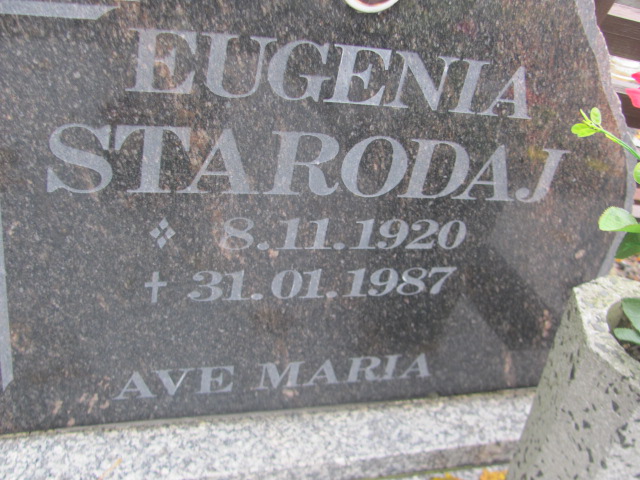 EUGENIA
STARODAJ
8.11.1920
† 31.01.1987
AVE MARIA